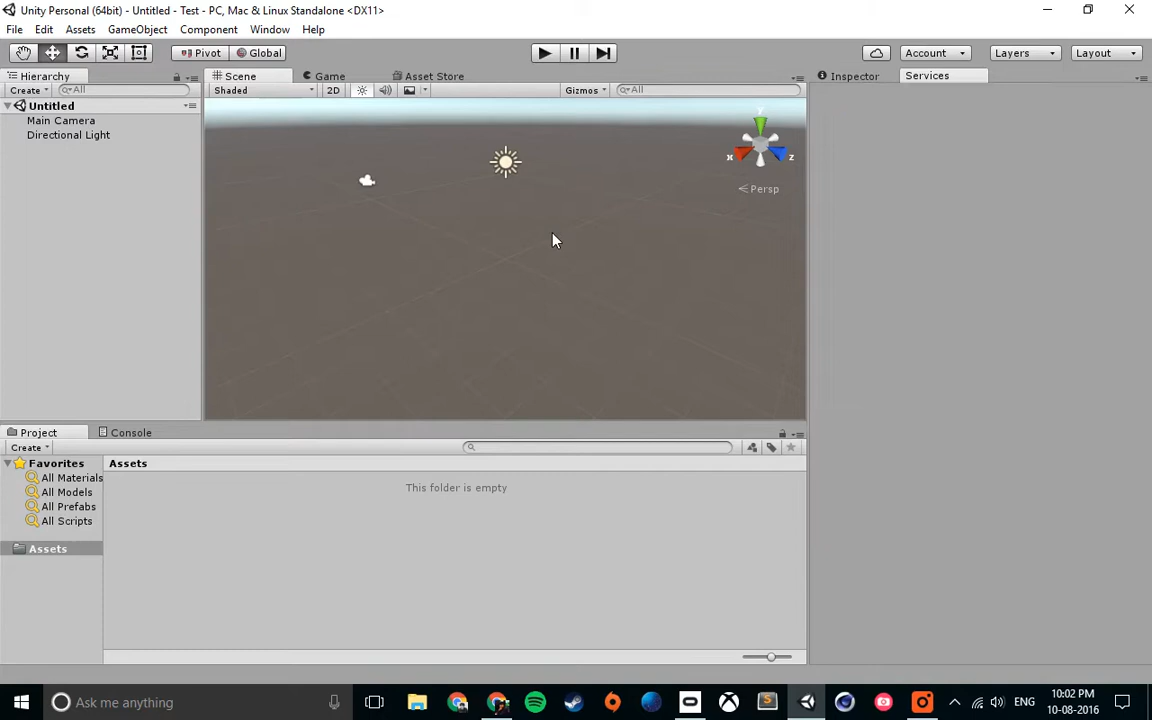 Unity Personal (64bit) - Untitled - Test - PC, Mac & Linux Standalone <DX11>
File Edit Assets GameObject Component Window Help
Pivot Global Account Layers Layout
Hierarchy Scene Game Asset Store Inspector Services
Create All Shaded 2D Gizmos All
Untitled
Main Camera
Directional Light
y
x z
Persp
Project Console
Create
Favorites Assets
All Materials
All Models
All Prefabs
All Scripts
Assets
This folder is empty
Ask me anything ENG 10:02 PM
10-08-2016